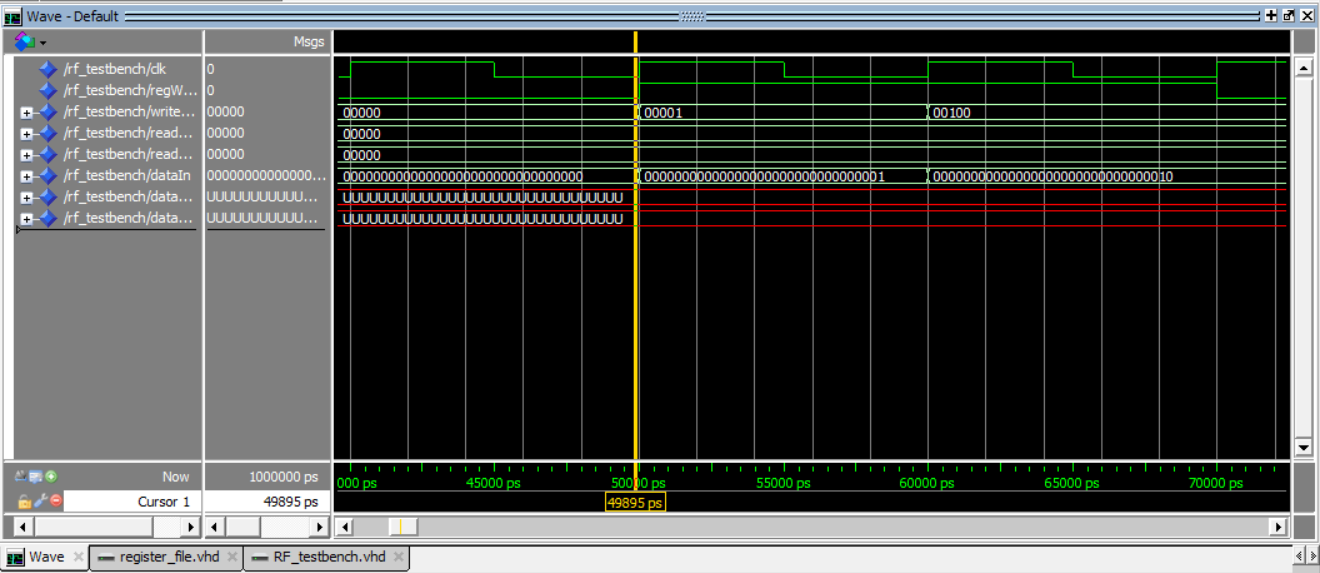 Wave - Default
Msgs
/rf_testbench/clk 0
/rf_testbench/regW... 0
/rf_testbench/write... 00000 00000 00001 00100
/rf_testbench/read... 00000 00000
/rf_testbench/read... 00000 00000
/rf_testbench/dataIn 00000000000000... 00000000000000000000000000000000 00000000000000000000000000000001 00000000000000000000000000000010
/rf_testbench/data... UUUUUUUUUUU... UUUUUUUUUUUUUUUUUUUUUUUUUUUUUUUU
/rf_testbench/data... UUUUUUUUUUU... UUUUUUUUUUUUUUUUUUUUUUUUUUUUUUUU
Now 1000000 ps 000 ps 45000 ps 50000 ps 55000 ps 60000 ps 65000 ps 70000 ps
Cursor 1 49895 ps 49895 ps
Wave register_file.vhd RF_testbench.vhd